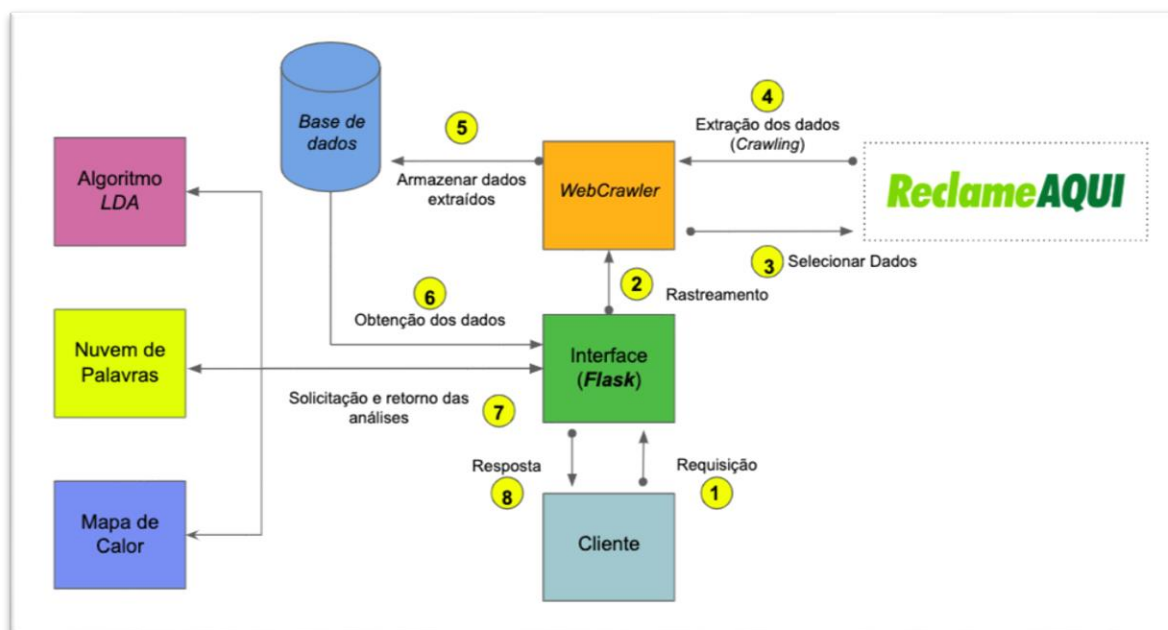 Base de
dados
5
Armazenar dados
extraídos
4
Extração dos dados
(Crawling)
Algoritmo
LDA
WebCrawler
ReclameAQUI
3
Selecionar Dados
2
Rastreamento
6
Obtenção dos dados
Nuvem de
Palavras
Interface
(Flask)
Solicitação e retorno das
análises
7
Resposta
8
Requisição
1
Mapa de
Calor
Cliente